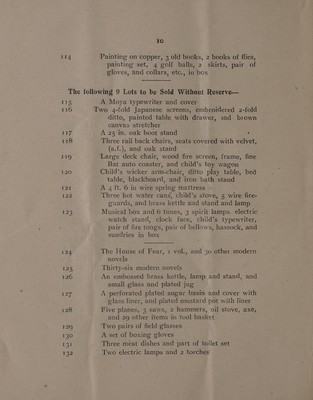 10
114 Painting on copper, 3 old books, 2 books of flies,
painting set, 4 golf balls, 2 skirts, pair of
gloves, and collars, etc., in box
The following 9 Lots to be Sold Without Reserve—
115 A Moya typewriter and cover
116 Two 4-fold Japanese screens, embroidered 2-fold
ditto, painted table with drawer, and brown
canvas stretcher
117 A 25 in. oak boot stand
118 Three rail back chairs, seats covered with velvet,
(a.f.), and oak stand
119 Large deck chair, wood fire screen, frame, fine
Bat auto coaster, and child's toy wagon
120 Child's wicker arm-chair, ditto play table, bed
table, blackboard, and iron bath stand
121 A 4 ft. 6 in wire spring mattress
122 Three hot water cans, child's stove, 5 wire fire-
guards, and brass kettle and stand and lamp
123 Musical box and 6 tunes, 3 spirit lamps, electric
watch stand, clock face, child's typewriter,
pair of fire tongs, pair of bellows, hassock, and
sundries in box
124 The House of Fear, 1 vol., and 30 other modern
novels
125 Thirty-six modern novels
126 An embossed brass kettle, lamp and stand, and
small glass and plated jug
127 A perforated plated sugar basin and cover with
glass liner, and plated mustard pot with lines
128 Five planes, 3 saws, 2 hammers, oil stove, axe,
and 29 other items in tool basket
129 Two pairs of field glasses
130 A set of boxing gloves
131 Three meat dishes and part of toilet set
132 Two electric lamps and 2 torches